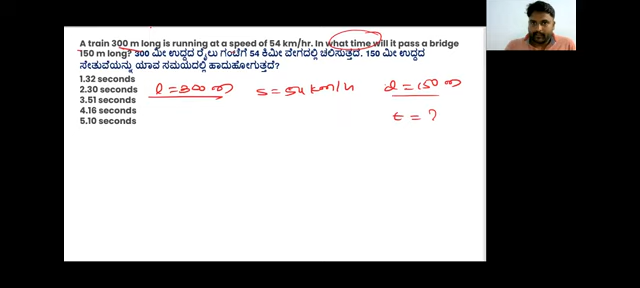 A train 300 m long is running at a speed of 54 km/hr. In what time will it pass a bridge
150 m long? 300 ಮೀ ಉದ್ದದ ರೈಲು ಗಂಟೆಗೆ 54 ಕಿಮೀ ವೇಗದಲ್ಲಿ ಚಲಿಸುತ್ತದೆ. 150 ಮೀ ಉದ್ದದ
ಸೇತುವೆಯನ್ನು ಯಾವ ಸಮಯದಲ್ಲಿ ಹಾದುಹೋಗುತ್ತದೆ?
1.32 seconds
2.30 seconds
3.51 seconds
4.16 seconds
5.10 seconds
l = 300 m s = 54 km/h d = 150 m
t = ?